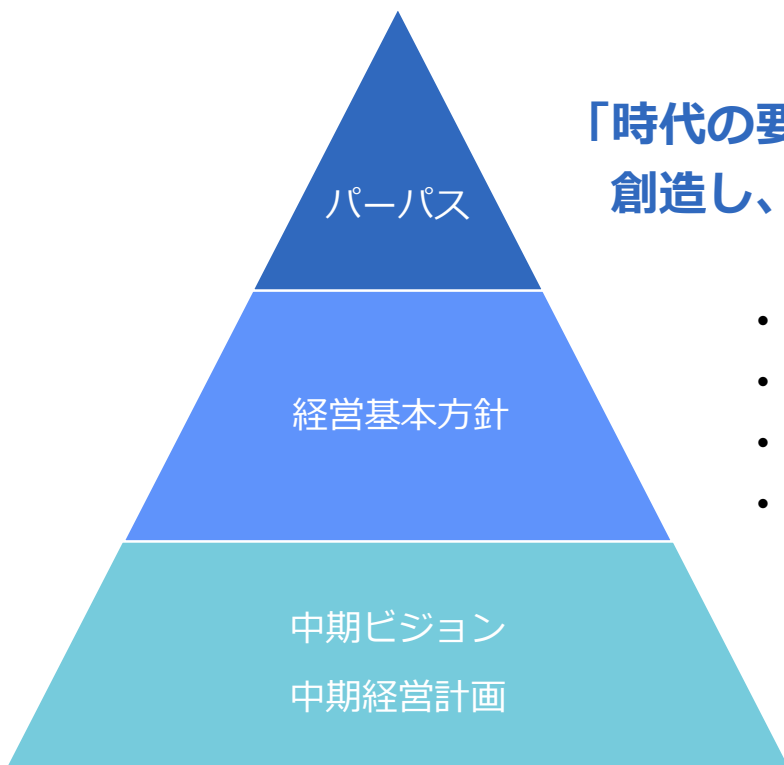 「時代の要
創造し、
パーパス
•
•
•
•
経営基本方針
中期ビジョン
中期経営計画